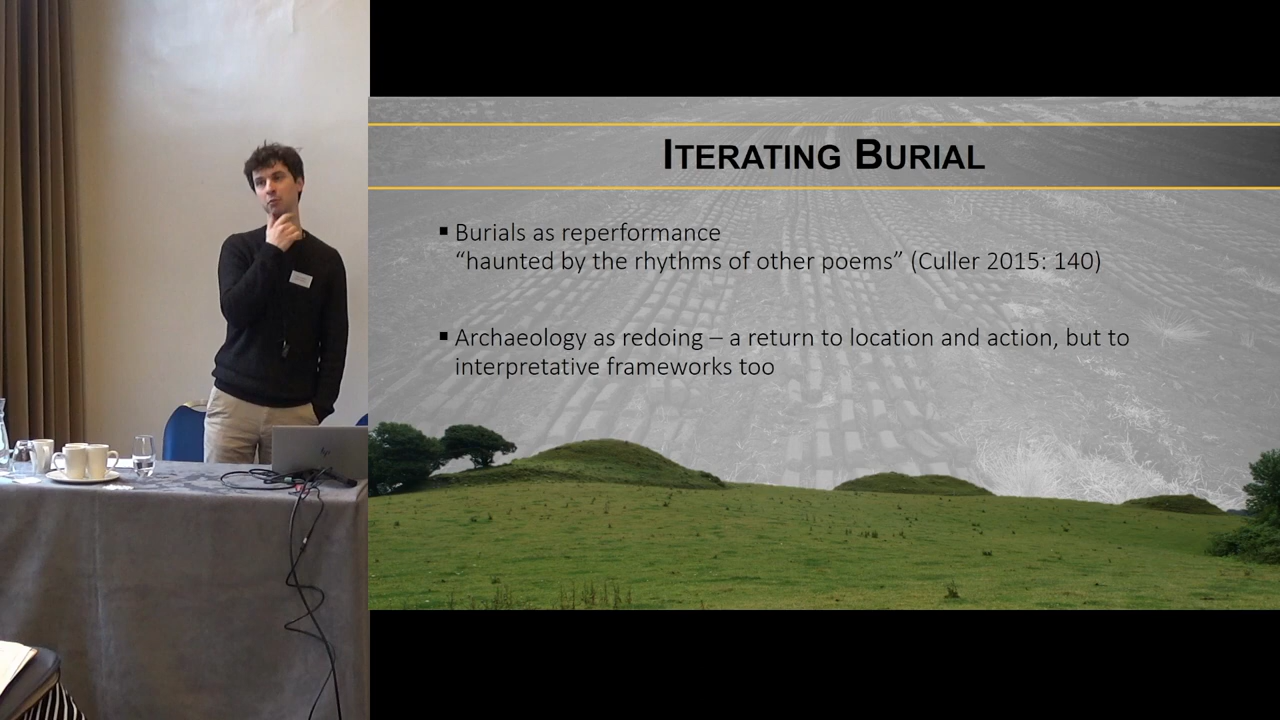 ITERATING BURIAL
▪ Burials as reperformance
“haunted by the rhythms of other poems” (Culler 2015: 140)
▪ Archaeology as redoing – a return to location and action, but to
interpretative frameworks too